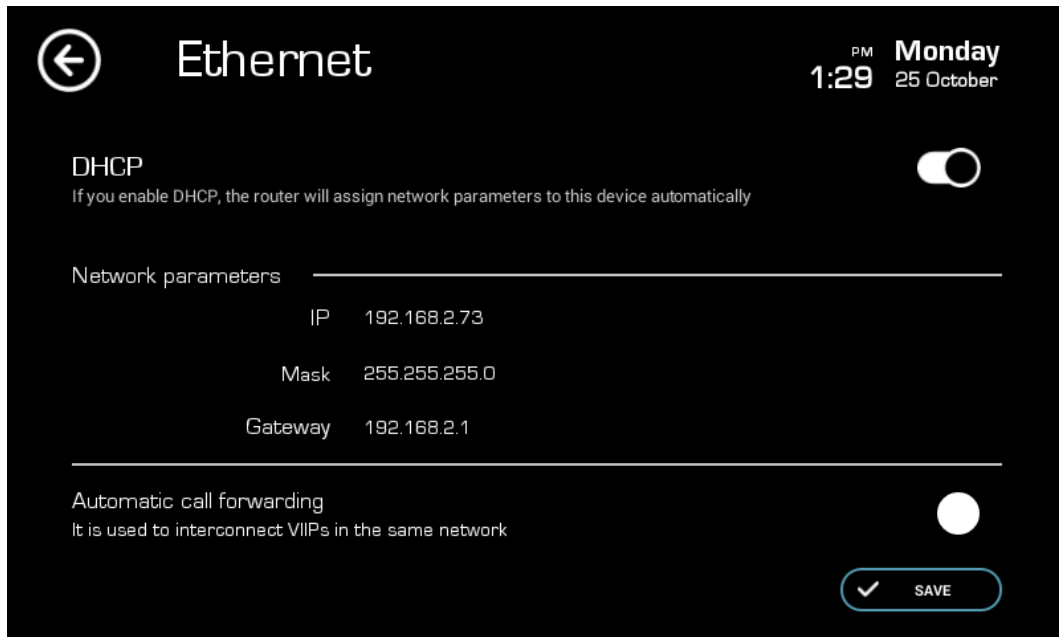 Ethernet
PM
1:29
Monday
25 October
DHCP
If you enable DHCP, the router will assign network parameters to this device automatically
Network parameters
IP 192.168.2.73
Mask 255.255.255.0
Gateway 192.168.2.1
Automatic call forwarding
It is used to interconnect VIIPs in the same network
SAVE